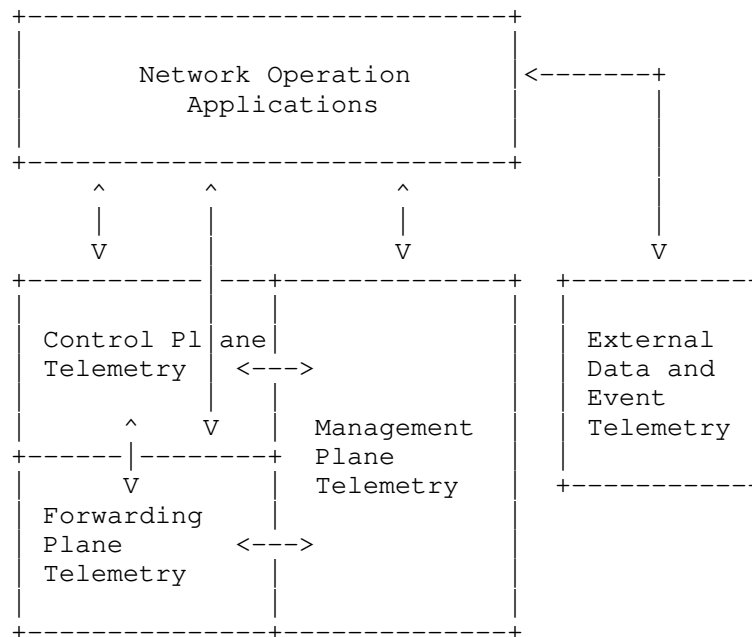 Network Operation
Applications
Control Plane
Telemetry <--->
External
Data and
Event
Telemetry
Management
Plane
Telemetry
Forwarding
Plane <--->
Telemetry